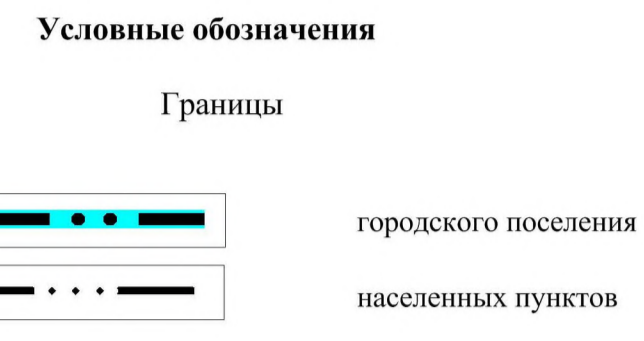 Условные обозначения
Границы
городского поселения
населенных пунктов